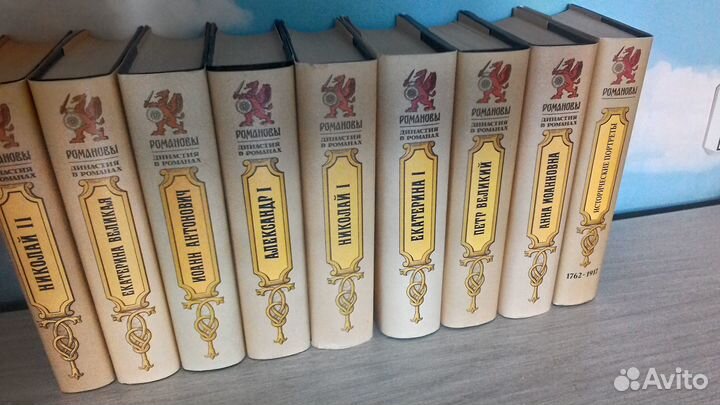 НИКОЛАЙ II
РОМАНОВЫ
ДИНАСТИЯ
В РОМАНАХ
ЕКАТЕРИНА ВЕЛИКАЯ
РОМАНОВЫ
ДИНАСТИЯ
В РОМАНАХ
ИОАНН АНТОНОВИЧ
РОМАНОВЫ
ДИНАСТИЯ
В РОМАНАХ
АЛЕКСАНДР I
РОМАНОВЫ
ДИНАСТИЯ
В РОМАНАХ
НИКОЛАЙ I
РОМАНОВЫ
ДИНАСТИЯ
В РОМАНАХ
ЕКАТЕРИНА I
РОМАНОВЫ
ДИНАСТИЯ
В РОМАНАХ
ПЕТР ВЕЛИКИЙ
РОМАНОВЫ
ДИНАСТИЯ
В РОМАНАХ
АННА ИОАННОВНА
РОМАНОВЫ
ИСТОРИЧЕСКИЕ ПОРТРЕТЫ
1762-1917
Avito